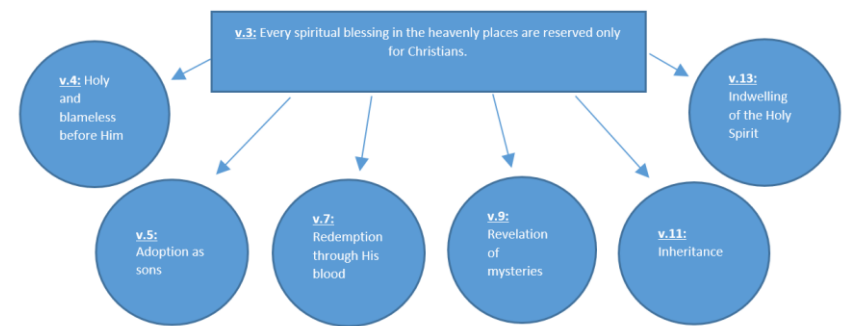 v.3: Every spiritual blessing in the heavenly places are reserved only
for Christians.
v.4: Holy
and
blameless
before Him
v.5:
Adoption as
sons
v.7:
Redemption
through His
blood
v.9:
Revelation
of
mysteries
v.11:
Inheritance
v.13:
Indwelling
of the Holy
Spirit